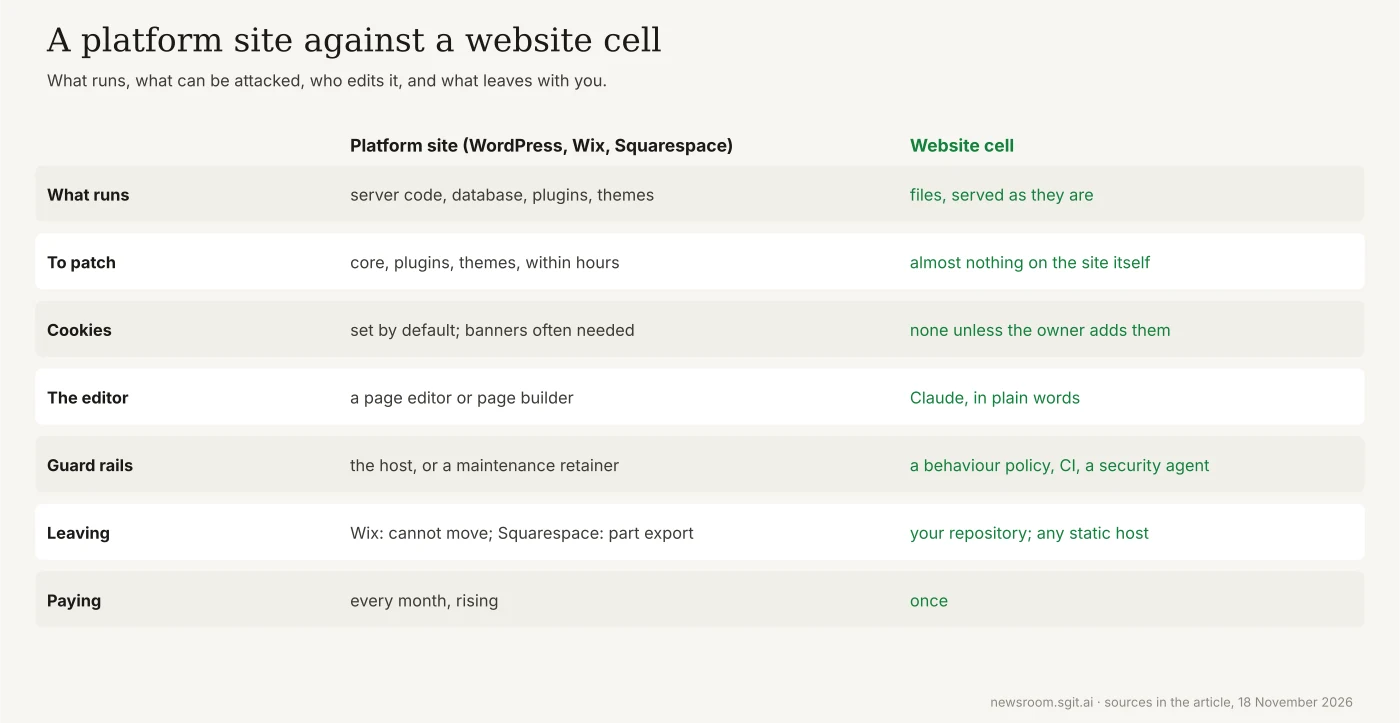 A platform site against a website cell
What runs, what can be attacked, who edits it, and what leaves with you.
Platform site (WordPress, Wix, Squarespace) Website cell
What runs server code, database, plugins, themes files, served as they are
To patch core, plugins, themes, within hours almost nothing on the site itself
Cookies set by default; banners often needed none unless the owner adds them
The editor a page editor or page builder Claude, in plain words
Guard rails the host, or a maintenance retainer a behaviour policy, CI, a security agent
Leaving Wix: cannot move; Squarespace: part export your repository; any static host
Paying every month, rising once
newsroom.sgit.ai · sources in the article, 18 November 2026